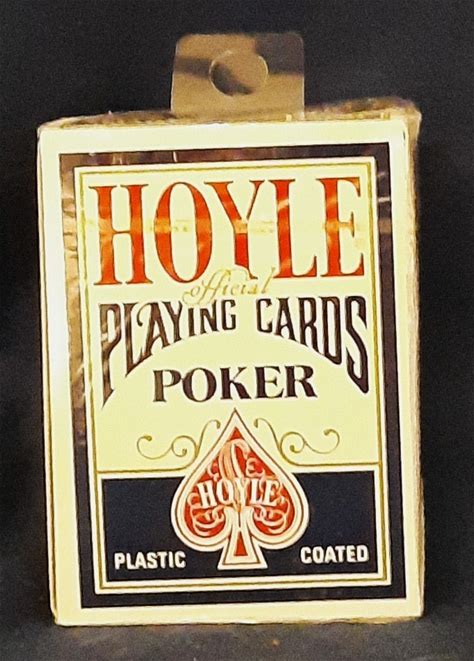 HOYLE
official
PLAYING CARDS
POKER
HOYLE
PLASTIC COATED